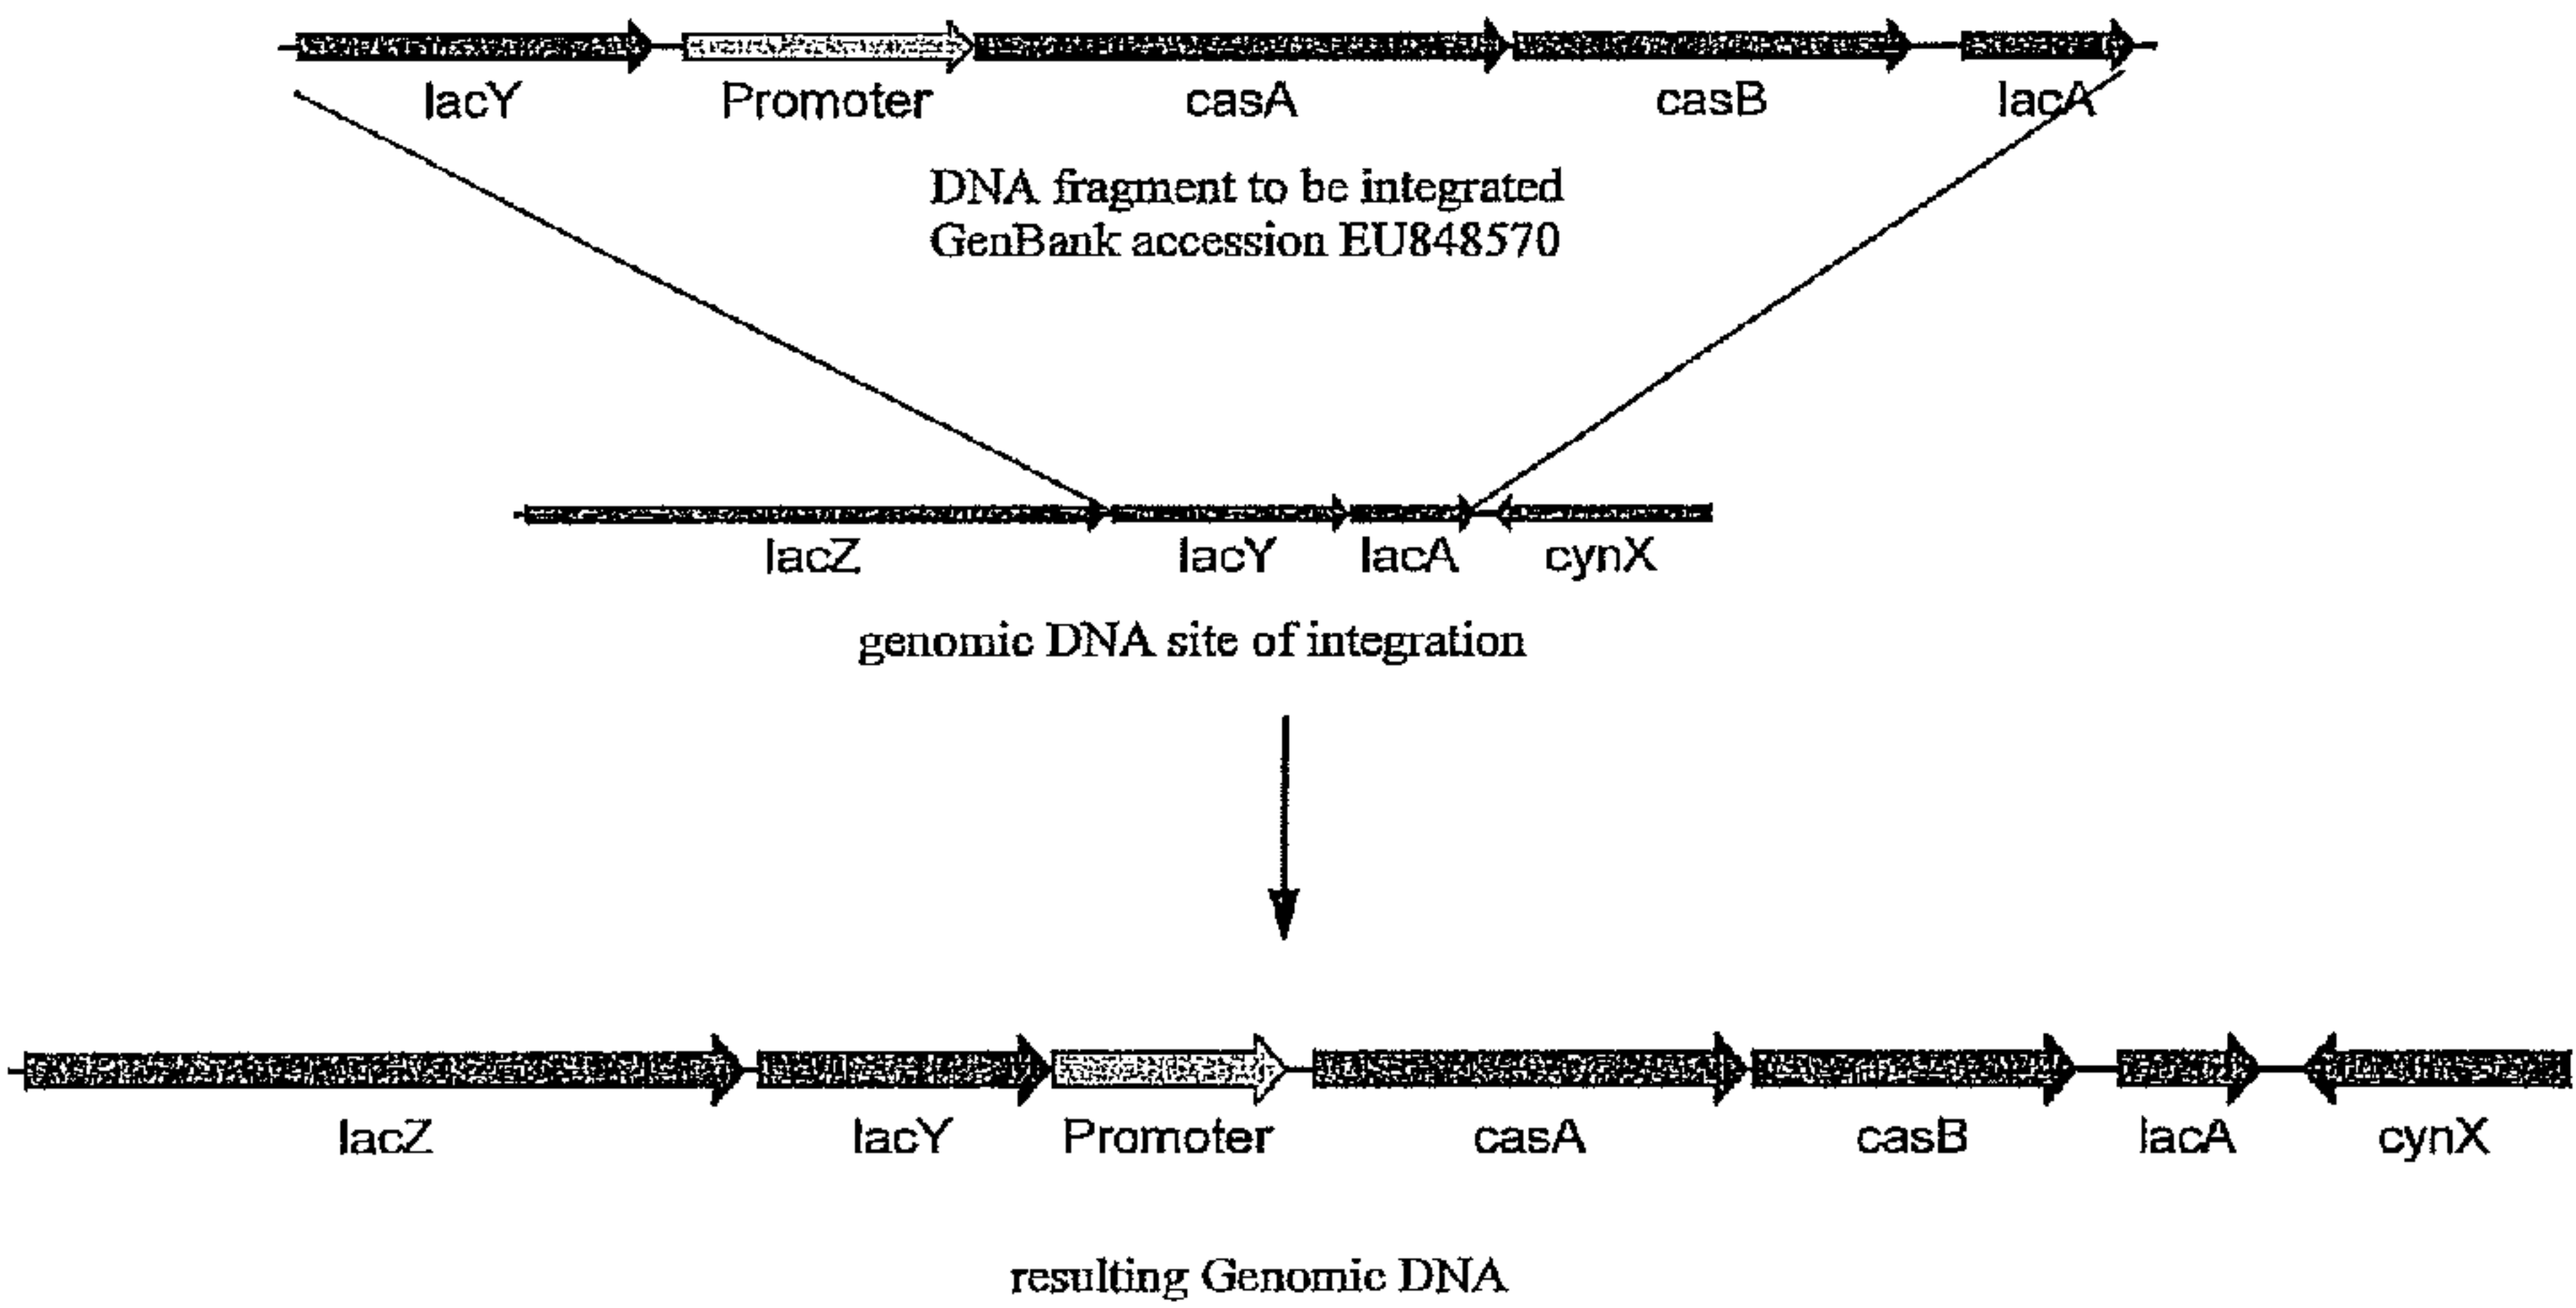 lacY Promoter casA casB lacA
DNA fragment to be integrated
GenBank accession EU848570
lacZ lacY lacA cynX
genomic DNA site of integration
lacZ lacY Promoter casA casB lacA cynX
resulting Genomic DNA